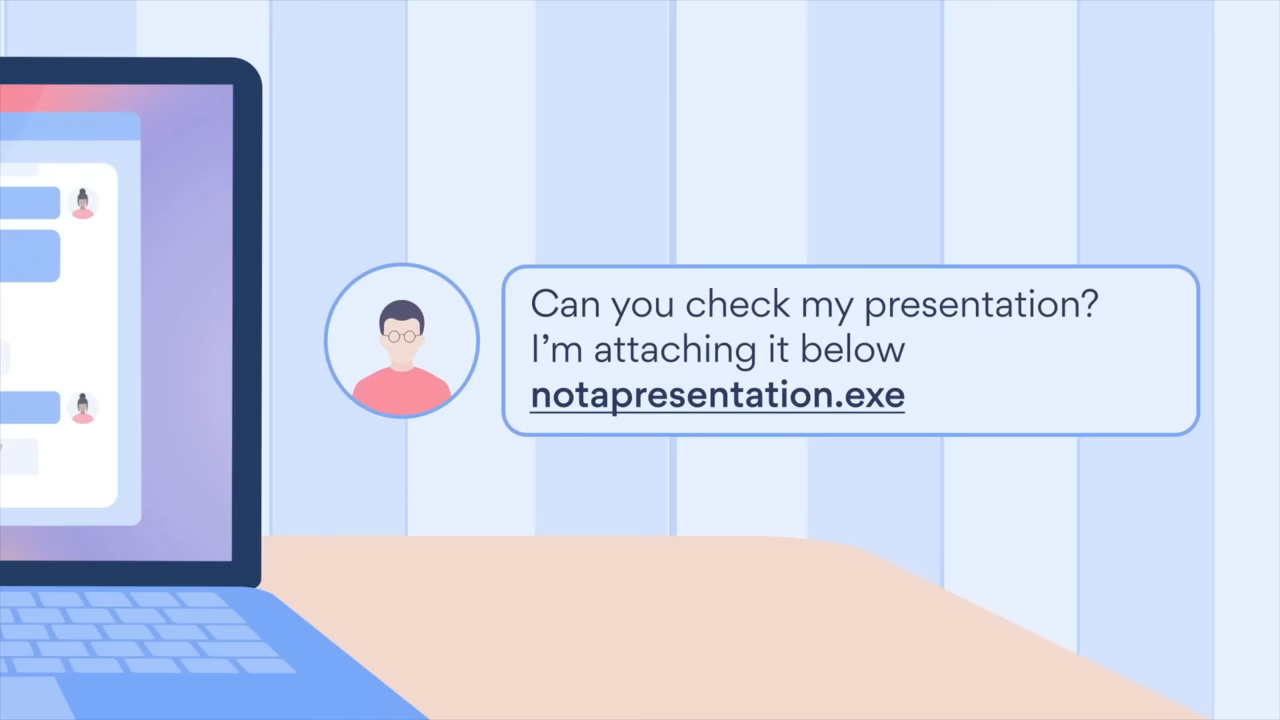 Can you check my presentation?
I’m attaching it below
notapresentation.exe